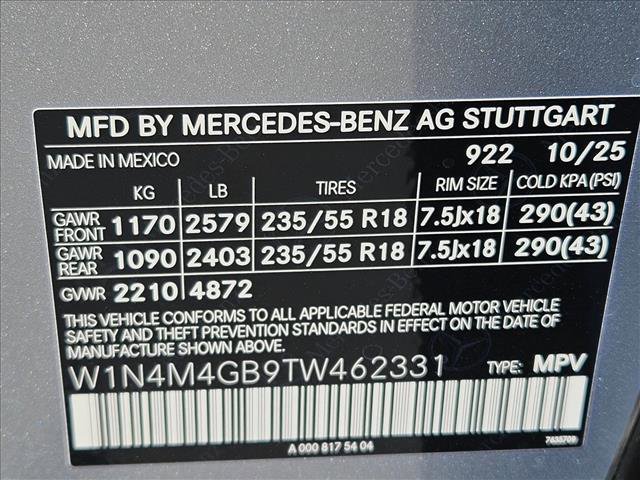 MFD BY MERCEDES-BENZ AG STUTTGART
MADE IN MEXICO 922 10/25
KG LB TIRES RIM SIZE COLD KPA(PSI)
GAWR FRONT 1170 2579 235/55 R18 7.5Jx18 290(43)
GAWR REAR 1090 2403 235/55 R18 7.5Jx18 290(43)
GVWR 2210 4872
THIS VEHICLE CONFORMS TO ALL APPLICABLE FEDERAL MOTOR VEHICLE
SAFETY AND THEFT PREVENTION STANDARDS IN EFFECT ON THE
DATE OF MANUFACTURE SHOWN ABOVE.
W1N4M4GB9TW462331 TYPE: MPV
A 000 817 54 04 7635709